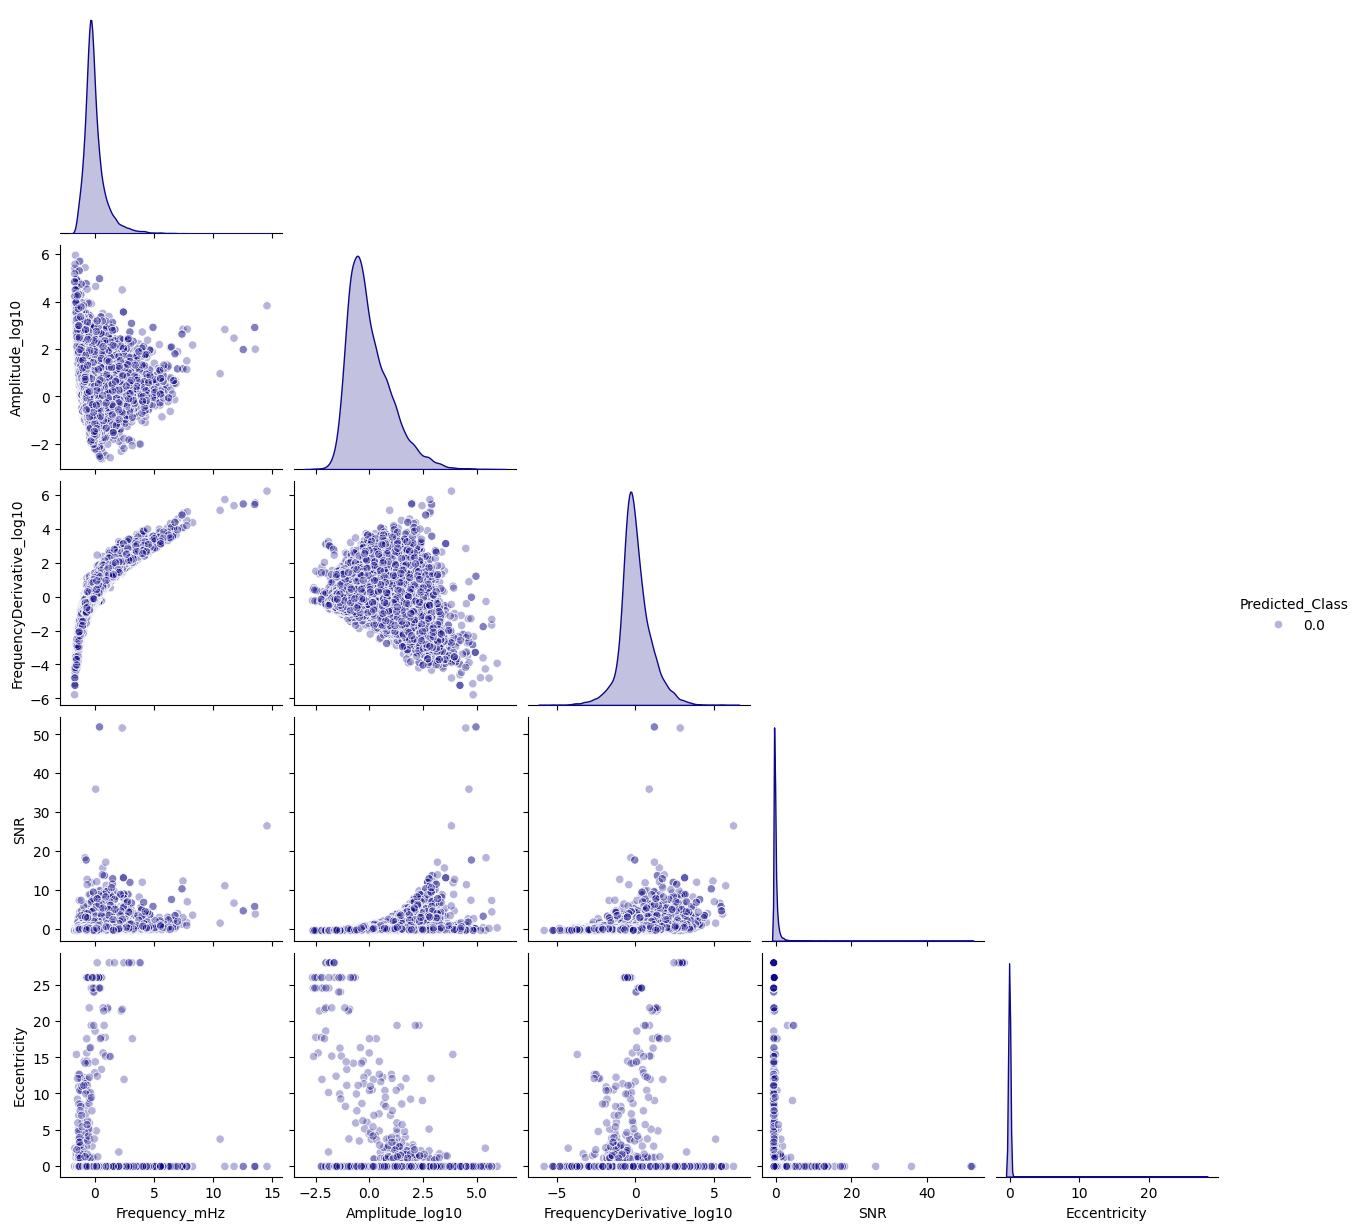 Amplitude_log10
6
4
2
0
−2
FrequencyDerivative_log10
6
4
2
0
−2
−4
−6
Predicted_Class
0.0
SNR
50
40
30
20
10
0
Eccentricity
25
20
15
10
5
0
0 5 10 15
−2.5 0.0 2.5 5.0
−5 0 5
0 20 40
0 10 20
Frequency_mHz
Amplitude_log10
FrequencyDerivative_log10
SNR
Eccentricity